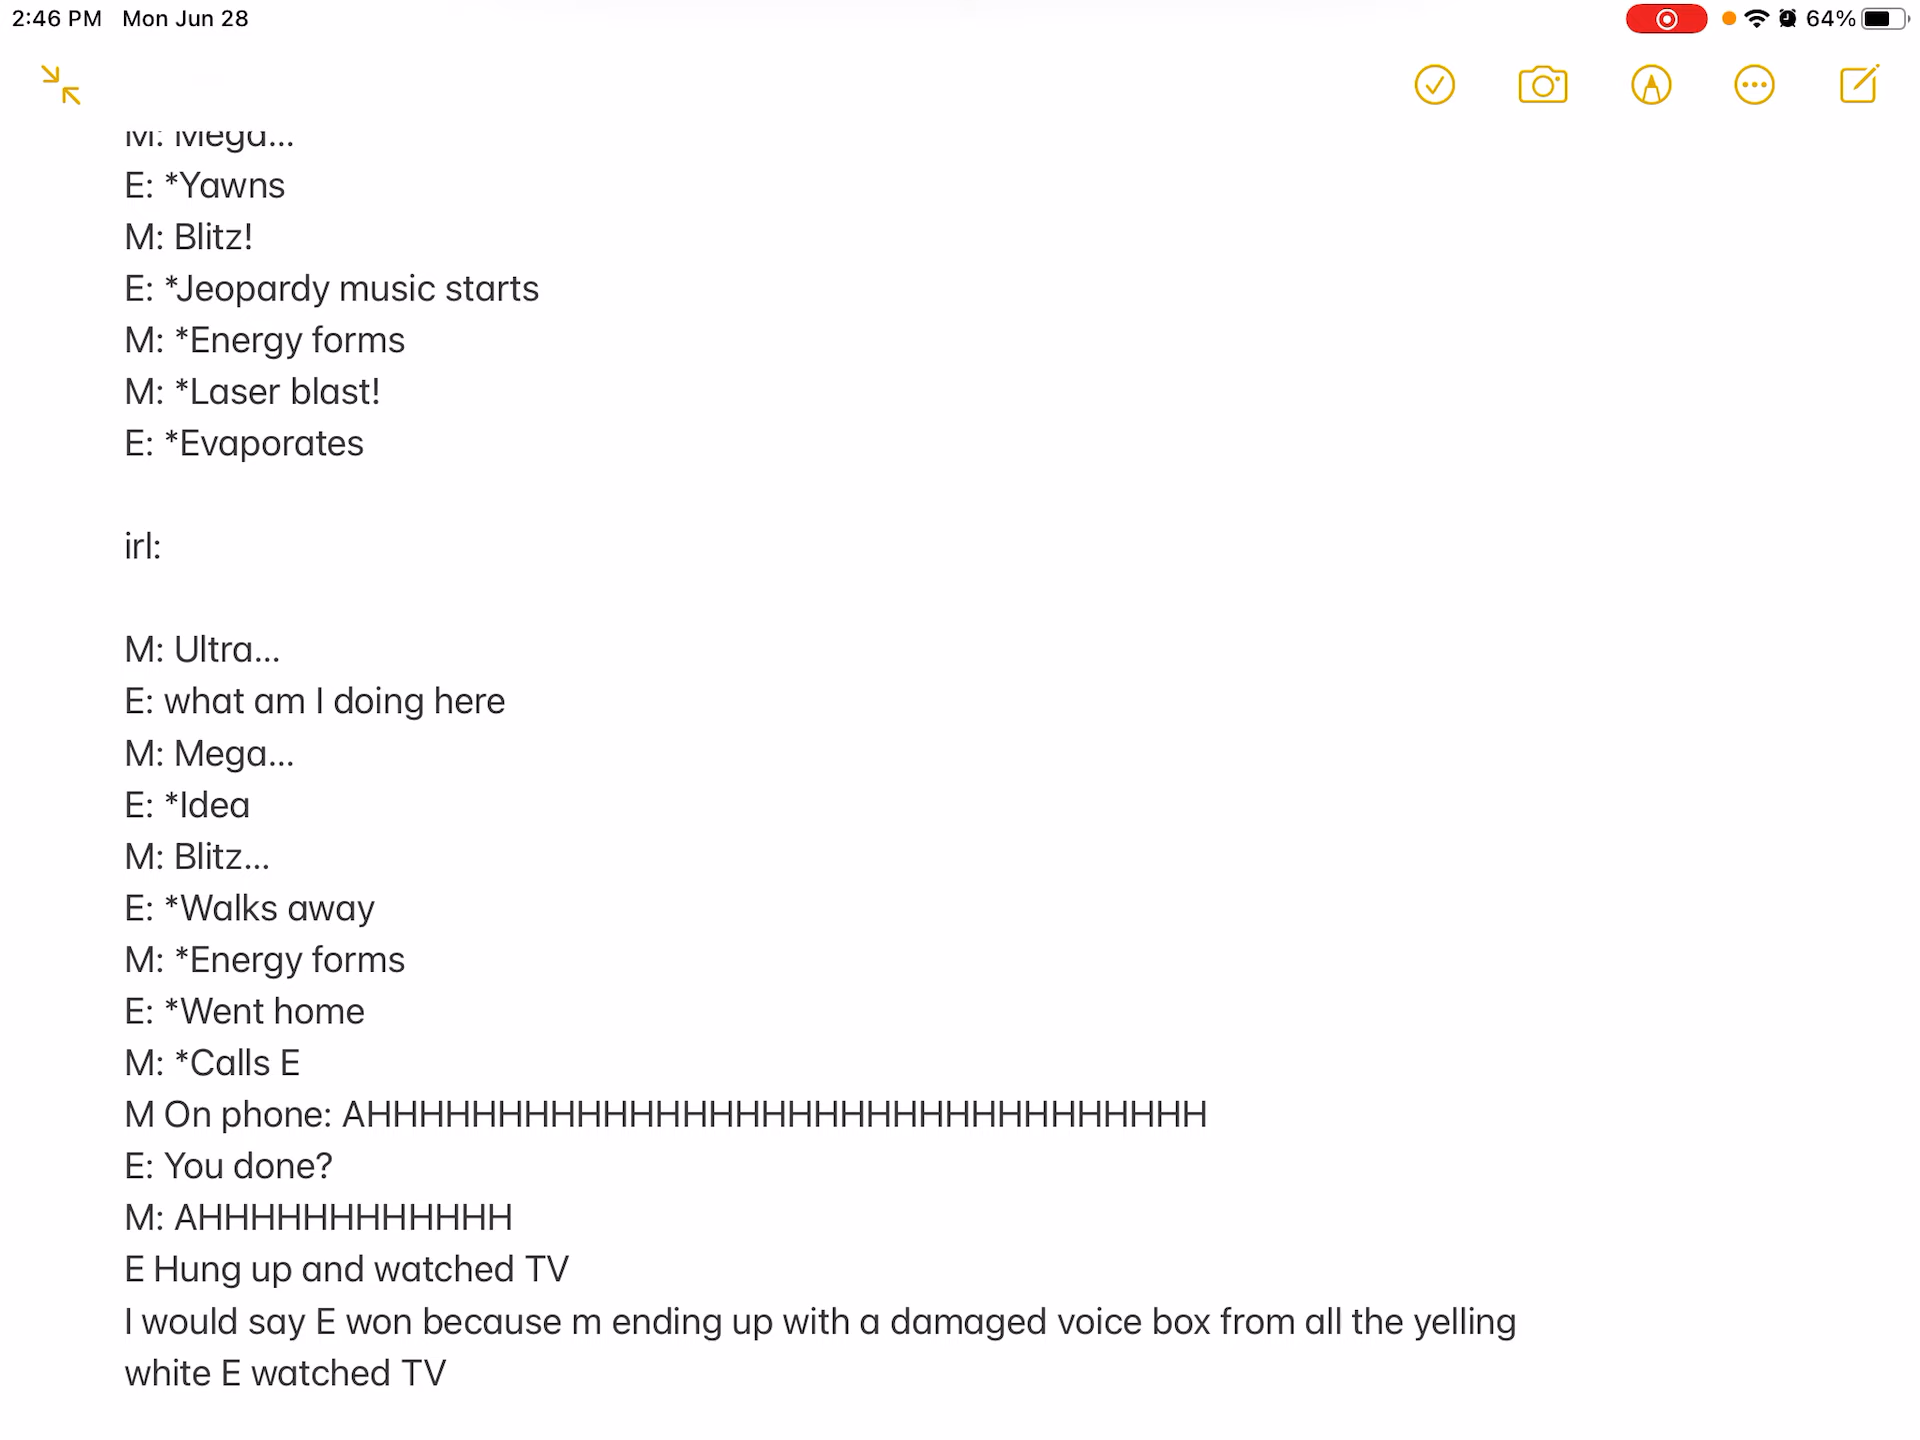 2:46 PM Mon Jun 28 64%
M: Mega...
E: *Yawns
M: Blitz!
E: *Jeopardy music starts
M: *Energy forms
M: *Laser blast!
E: *Evaporates
irl:
M: Ultra...
E: what am I doing here
M: Mega...
E: *Idea
M: Blitz...
E: *Walks away
M: *Energy forms
E: *Went home
M: *Calls E
M On phone: AHHHHHHHHHHHHHHHHHHHHHHHHHHHHHHHH
E: You done?
M: AHHHHHHHHHHHH
E Hung up and watched TV
I would say E won because m ending up with a damaged voice box from all the yelling
white E watched TV